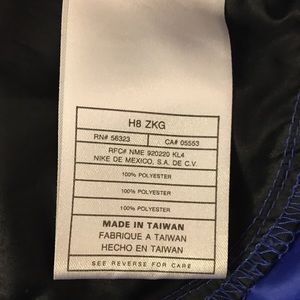 H8 ZKG
RN# 56323 CA# 05553
RFC# NME 920220 KL4
NIKE DE MEXICO, S.A. DE C.V.
100% POLYESTER
100% POLYESTER
100% POLYESTER
MADE IN TAIWAN
FABRIQUE A TAIWAN
HECHO EN TAIWAN
SEE REVERSE FOR CARE